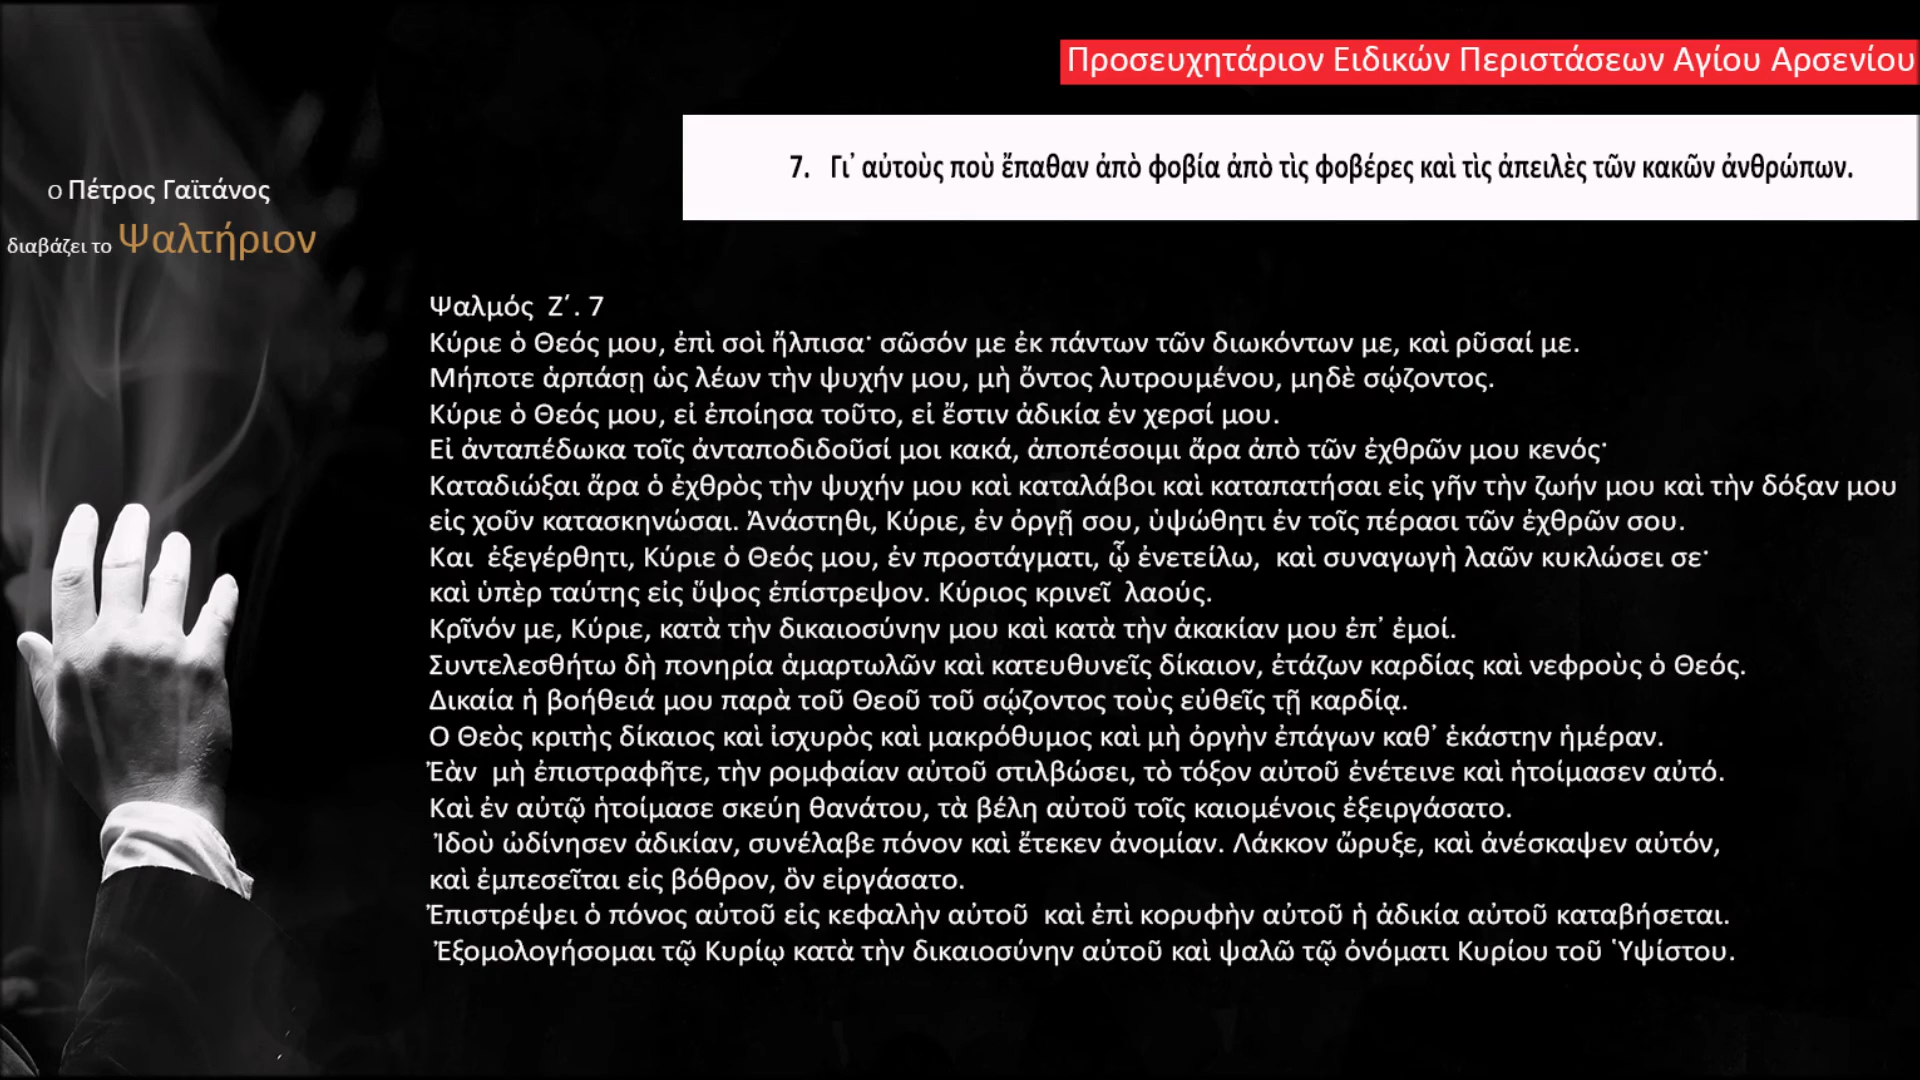 Προσευχητάριον Ειδικών Περιστάσεων Αγίου Αρσενίου
7. Γι᾿ αὐτοὺς ποὺ ἔπαθαν ἀπὸ φοβία ἀπὸ τὶς φοβέρες καὶ τὶς ἀπειλὲς τῶν κακῶν ἀνθρώπων.
ο Πέτρος Γαϊτάνος
διαβάζει το Ψαλτήριον
Ψαλμός Ζ΄. 7
Κύριε ὁ Θεός μου, ἐπὶ σοὶ ἤλπισα· σῶσόν με ἐκ πάντων τῶν διωκόντων με, καὶ ρῦσαί με.
Μήποτε ἁρπάσῃ ὡς λέων τὴν ψυχήν μου, μὴ ὄντος λυτρουμένου, μηδὲ σῴζοντος.
Κύριε ὁ Θεός μου, εἰ ἐποίησα τοῦτο, εἰ ἔστιν ἀδικία ἐν χερσί μου.
Εἰ ἀνταπέδωκα τοῖς ἀνταποδιδοῦσί μοι κακά, ἀποπέσοιμι ἄρα ἀπὸ τῶν ἐχθρῶν μου κενός·
Καταδιώξαι ἄρα ὁ ἐχθρὸς τὴν ψυχήν μου καὶ καταλάβοι καὶ καταπατήσαι εἰς γῆν τὴν ζωήν μου καὶ τὴν δόξαν μου
εἰς χοῦν κατασκηνώσαι. Ἀνάστηθι, Κύριε, ἐν ὀργῇ σου, ὑψώθητι ἐν τοῖς πέρασι τῶν ἐχθρῶν σου.
Και ἐξεγέρθητι, Κύριε ὁ Θεός μου, ἐν προστάγματι, ᾧ ἐνετείλω, καὶ συναγωγὴ λαῶν κυκλώσει σε·
καὶ ὑπὲρ ταύτης εἰς ὕψος ἐπίστρεψον. Κύριος κρινεῖ λαούς.
Κρῖνόν με, Κύριε, κατὰ τὴν δικαιοσύνην μου καὶ κατὰ τὴν ἀκακίαν μου ἐπ᾿ ἐμοί.
Συντελεσθήτω δὴ πονηρία ἁμαρτωλῶν καὶ κατευθυνεῖς δίκαιον, ἐτάζων καρδίας καὶ νεφροὺς ὁ Θεός.
Δικαία ἡ βοήθειά μου παρὰ τοῦ Θεοῦ τοῦ σῴζοντος τοὺς εὐθεῖς τῇ καρδίᾳ.
Ο Θεὸς κριτὴς δίκαιος καὶ ἰσχυρὸς καὶ μακρόθυμος καὶ μὴ ὀργὴν ἐπάγων καθ᾿ ἑκάστην ἡμέραν.
Ἐὰν μὴ ἐπιστραφῆτε, τὴν ρομφαίαν αὐτοῦ στιλβώσει, τὸ τόξον αὐτοῦ ἐνέτεινε καὶ ἡτοίμασεν αὐτό.
Καὶ ἐν αὐτῷ ἡτοίμασε σκεύη θανάτου, τὰ βέλη αὐτοῦ τοῖς καιομένοις ἐξειργάσατο.
Ἰδοὺ ὠδίνησεν ἀδικίαν, συνέλαβε πόνον καὶ ἔτεκεν ἀνομίαν. Λάκκον ὤρυξε, καὶ ἀνέσκαψεν αὐτόν,
καὶ ἐμπεσεῖται εἰς βόθρον, ὃν εἰργάσατο.
Ἐπιστρέψει ὁ πόνος αὐτοῦ εἰς κεφαλὴν αὐτοῦ καὶ ἐπὶ κορυφὴν αὐτοῦ ἡ ἀδικία αὐτοῦ καταβήσεται.
Ἐξομολογήσομαι τῷ Κυρίῳ κατὰ τὴν δικαιοσύνην αὐτοῦ καὶ ψαλῶ τῷ ὀνόματι Κυρίου τοῦ Ὑψίστου.